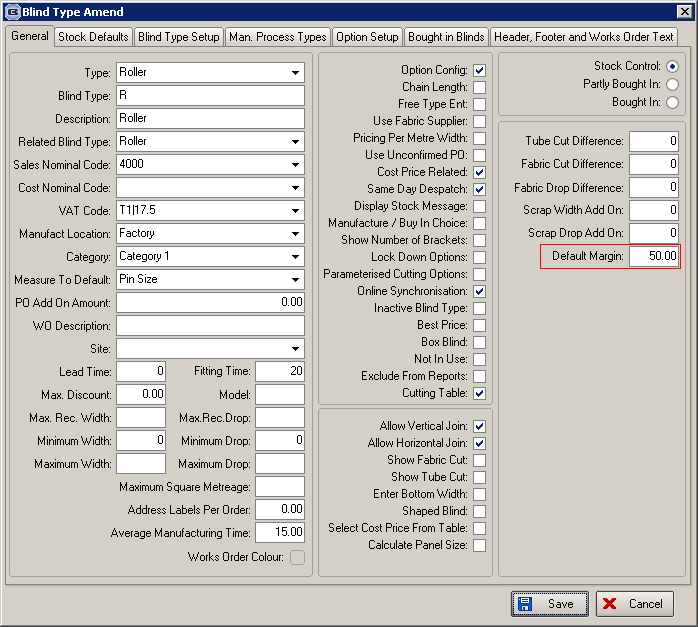 Blind Type Amend
General Stock Defaults Blind Type Setup Man. Process Types Option Setup Bought in Blinds Header, Footer and Works Order Text
Type: Roller
Blind Type: R
Description: Roller
Related Blind Type: Roller
Sales Nominal Code: 4000
Cost Nominal Code:
VAT Code: T1|17.5
Manufact Location: Factory
Category: Category 1
Measure To Default: Pin Size
PO Add On Amount: 0.00
WO Description:
Site:
Lead Time: 0 Fitting Time: 20
Max. Discount: 0.00 Model:
Max. Rec. Width: Max.Rec.Drop:
Minimum Width: 0 Minimum Drop: 0
Maximum Width: Maximum Drop:
Maximum Square Metreage:
Address Labels Per Order: 0.00
Average Manufacturing Time: 15.00
Works Order Colour:
Option Config:
Chain Length:
Free Type Ent:
Use Fabric Supplier:
Pricing Per Metre Width:
Use Unconfirmed PO:
Cost Price Related:
Same Day Despatch:
Display Stock Message:
Manufacture / Buy In Choice:
Show Number of Brackets:
Lock Down Options:
Parameterised Cutting Options:
Online Synchronisation:
Inactive Blind Type:
Best Price:
Box Blind:
Not In Use:
Exclude From Reports:
Cutting Table:
Allow Vertical Join:
Allow Horizontal Join:
Show Fabric Cut:
Show Tube Cut:
Enter Bottom Width:
Shaped Blind:
Select Cost Price From Table:
Calculate Panel Size:
Stock Control:
Partly Bought In:
Bought In:
Tube Cut Difference: 0
Fabric Cut Difference: 0
Fabric Drop Difference: 0
Scrap Width Add On: 0
Scrap Drop Add On: 0
Default Margin: 50.00
Save Cancel